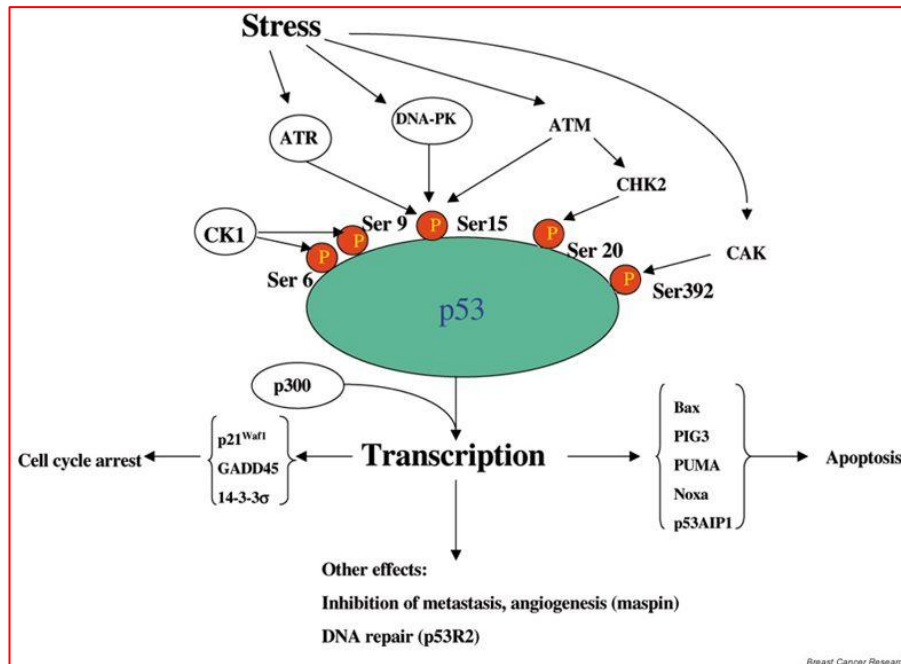 Stress
ATR
DNA-PK
ATM
CHK2
CK1
Ser 9
P
Ser15
P
P
Ser 20
CAK
Ser 6
P
P
Ser392
p53
p300
Transcription
Cell cycle arrest
p21Waf1
GADD45
14-3-3σ
Bax
PIG3
PUMA
Noxa
p53AIP1
Apoptosis
Other effects:
Inhibition of metastasis, angiogenesis (maspin)
DNA repair (p53R2)
Breast Cancer Research